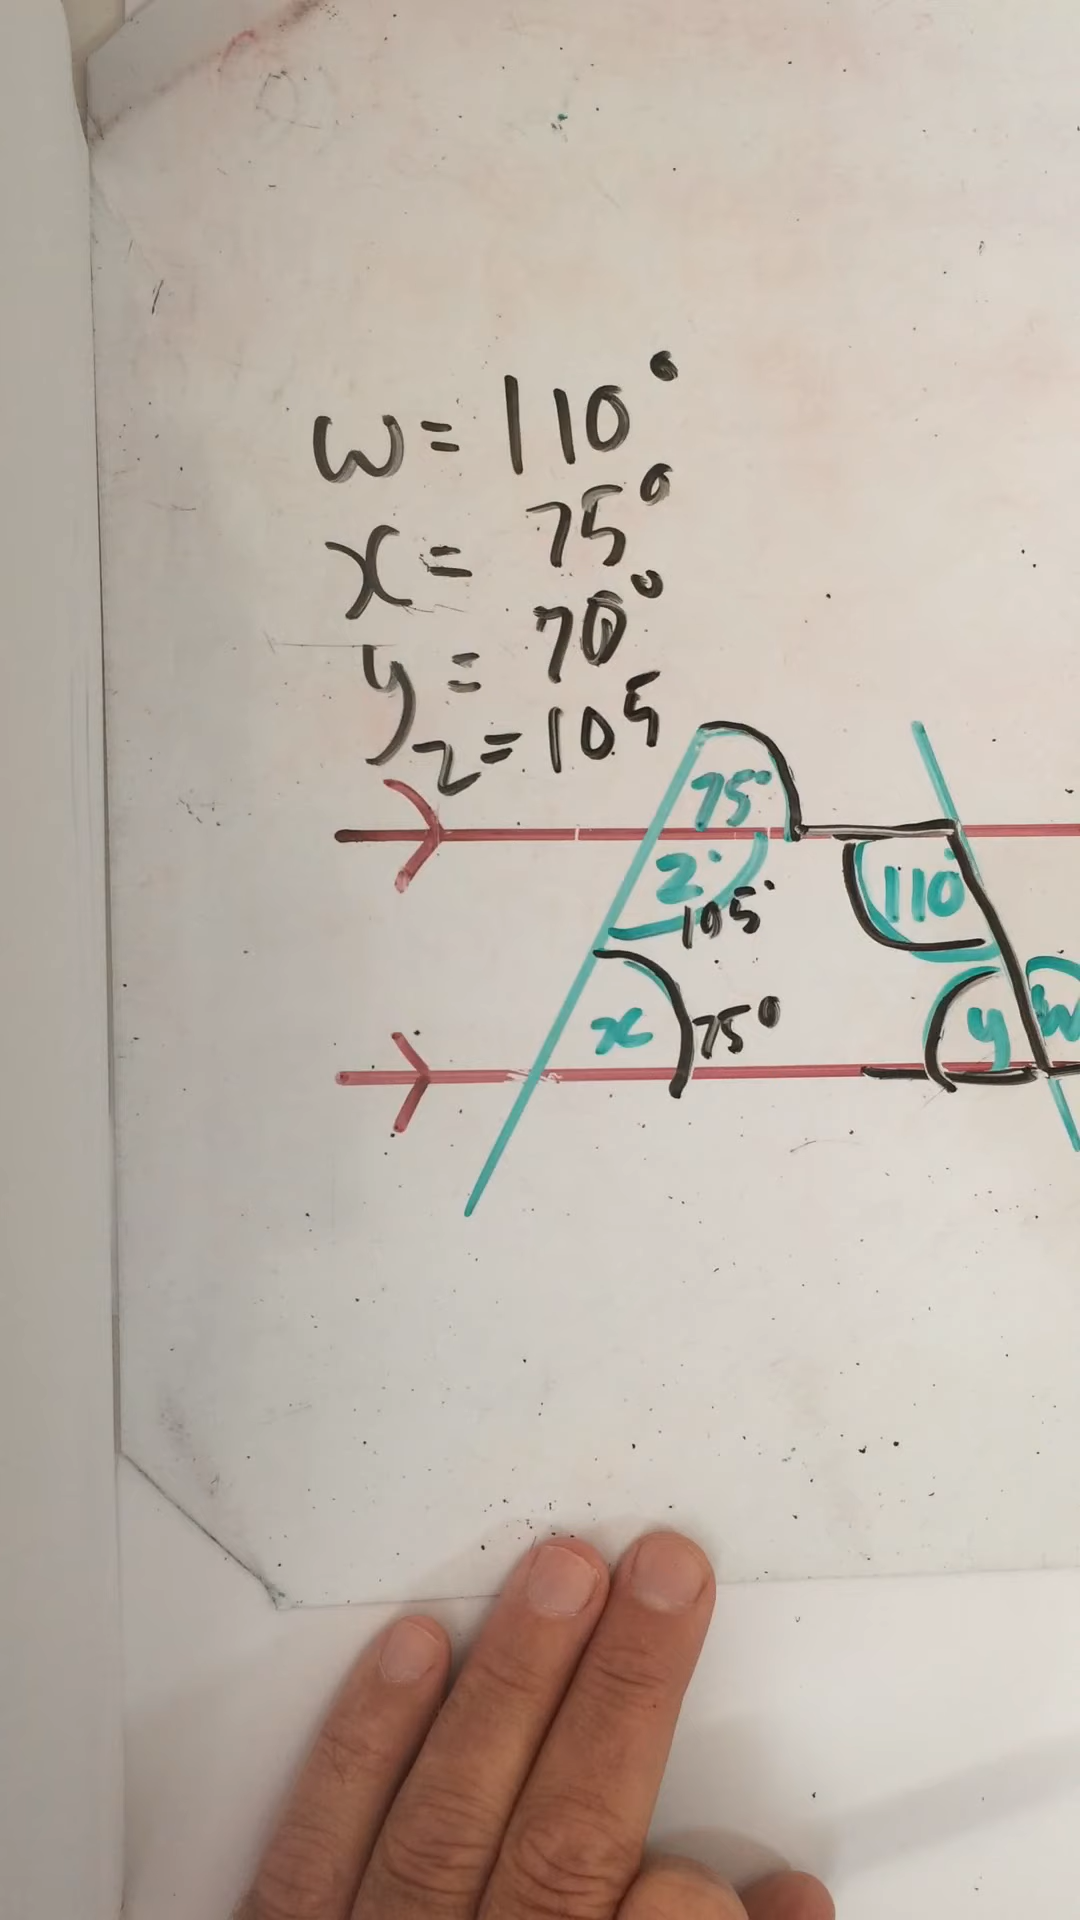 w = 110°
x = 75°
y = 70°
z = 105
75°
z°
105°
110°
x
75°
y
w